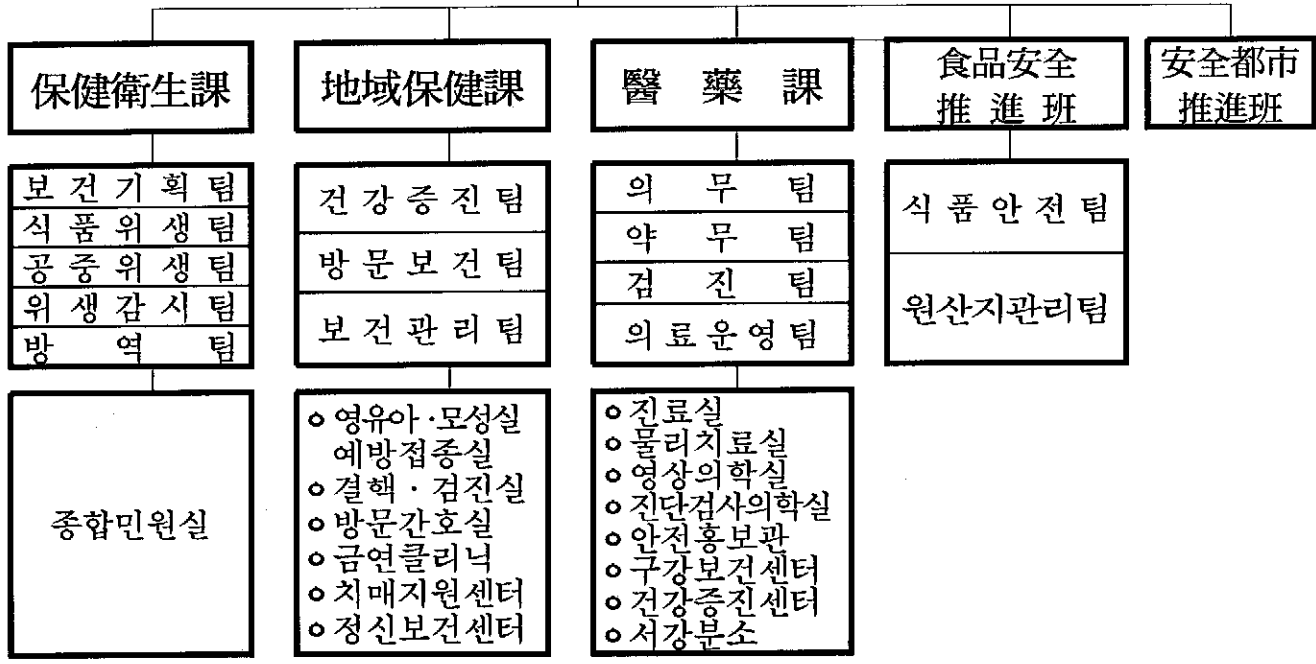 保健衛生課
보건기획팀
식품위생팀
공중위생팀
위생감시팀
방역팀
종합민원실
地域保健課
건강증진팀
방문보건팀
보건관리팀
○ 영유아·모성실
예방접종실
○ 결핵·검진실
○ 방문간호실
○ 금연클리닉
○ 치매지원센터
○ 정신보건센터
醫藥課
의무팀
약무팀
검진팀
의료운영팀
○ 진료실
○ 물리치료실
○ 영상의학실
○ 진단검사의학실
○ 안전홍보관
○ 구강보건센터
○ 건강증진센터
○ 서강분소
食品安全
推進班
식품안전팀
원산지관리팀
安全都市
推進班